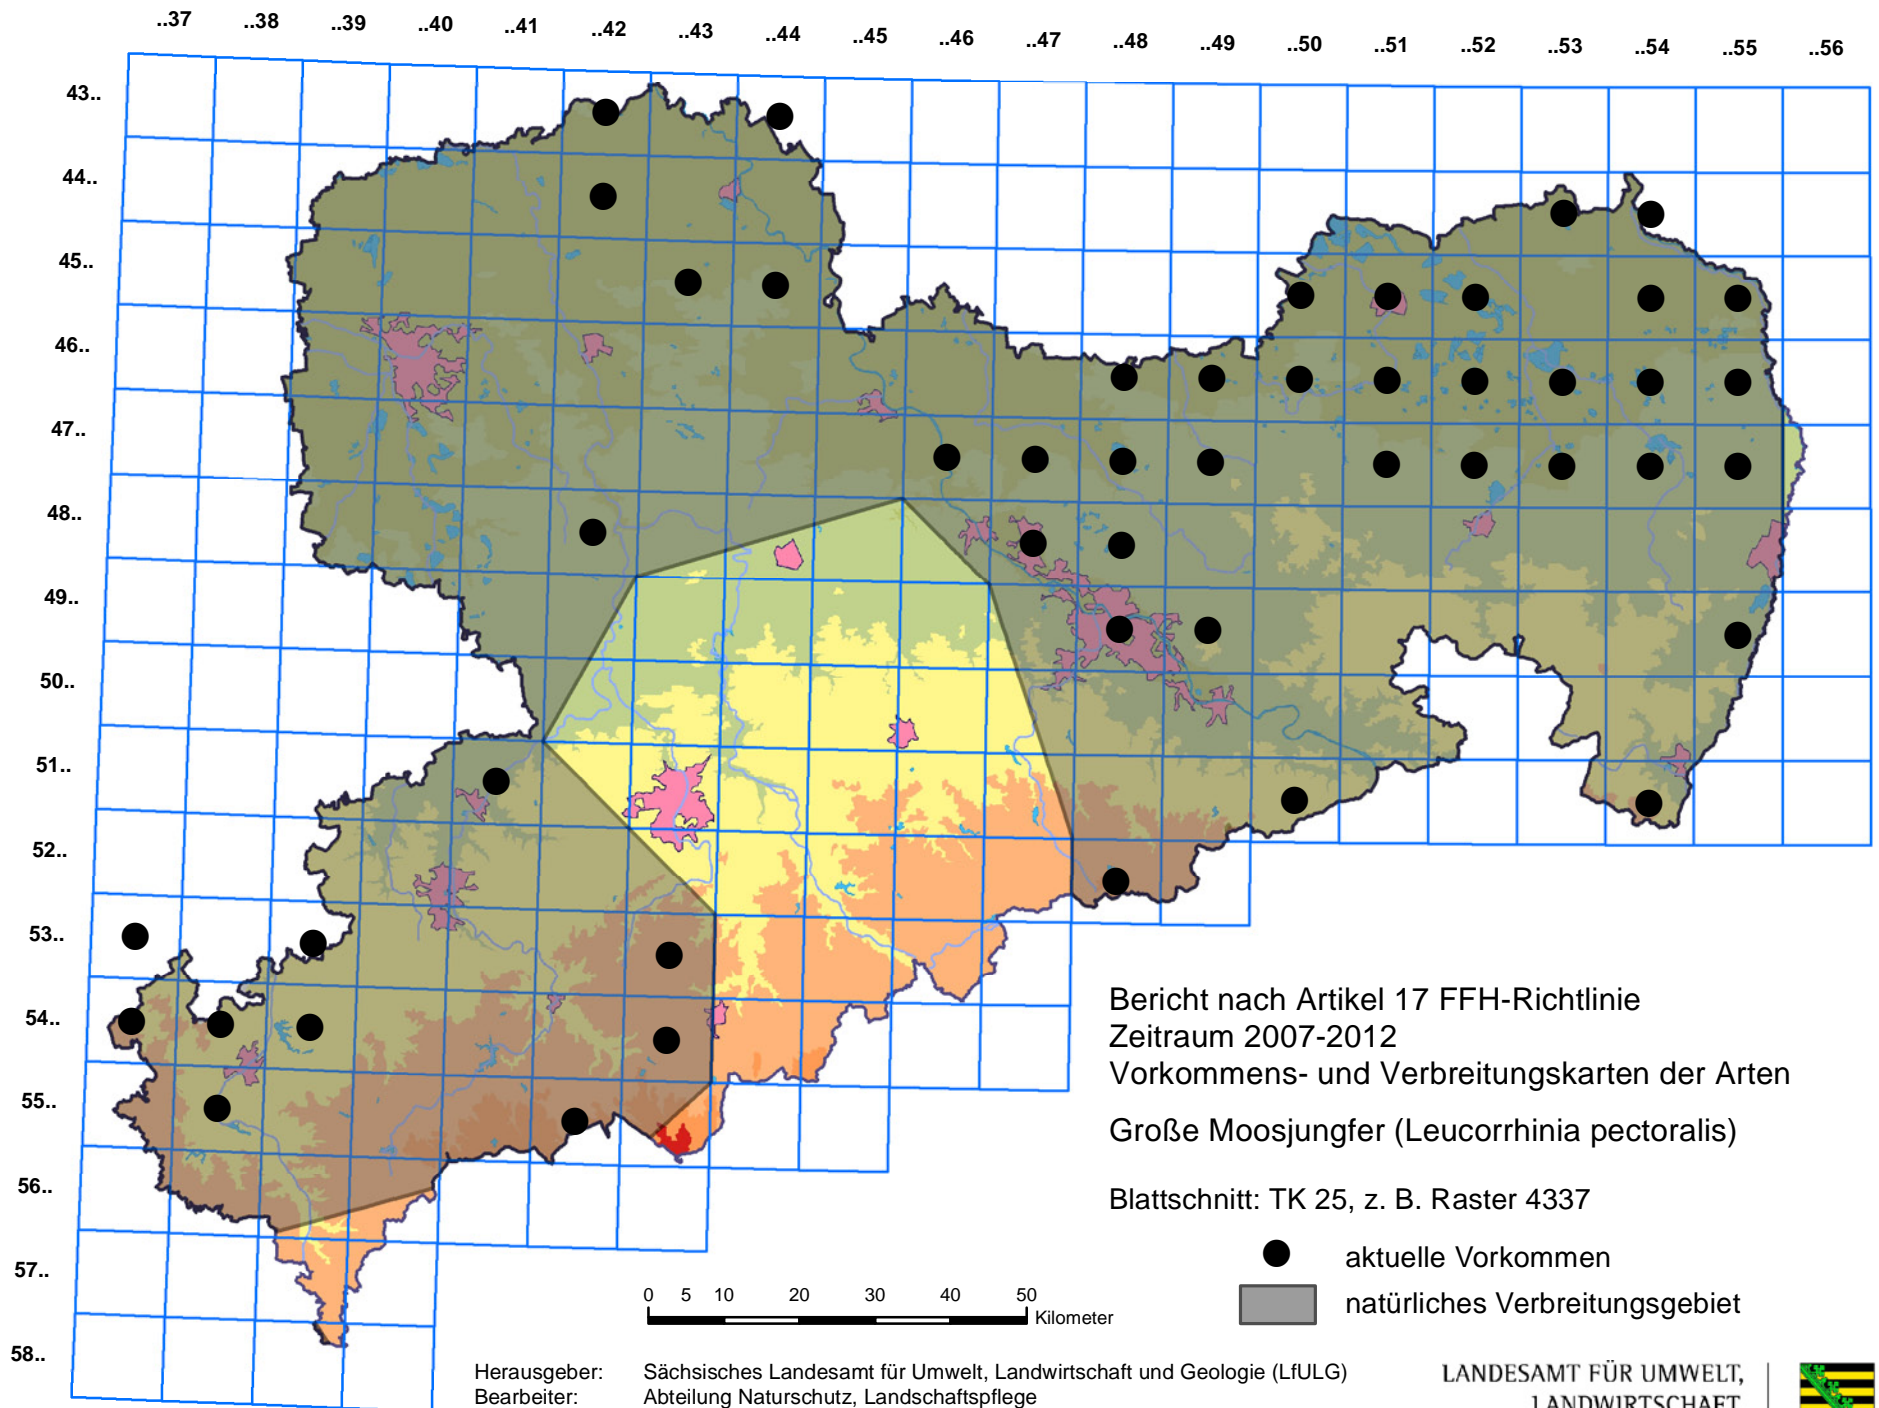 ..37 ..38 ..39 ..40 ..41 ..42 ..43 ..44 ..45 ..46 ..47 ..48 ..49 ..50 ..51 ..52 ..53 ..54 ..55 ..56
43..
44..
45..
46..
47..
48..
49..
50..
51..
52..
53..
54..
55..
56..
57..
58..
Bericht nach Artikel 17 FFH-Richtlinie
Zeitraum 2007-2012
Vorkommens- und Verbreitungskarten der Arten
Große Moosjungfer (Leucorrhinia pectoralis)
Blattschnitt: TK 25, z. B. Raster 4337
aktuelle Vorkommen
natürliches Verbreitungsgebiet
0 5 10 20 30 40 50
Kilometer
Herausgeber: Sächsisches Landesamt für Umwelt, Landwirtschaft und Geologie (LfULG)
Bearbeiter: Abteilung Naturschutz, Landschaftspflege
LANDESAMT FÜR UMWELT,
LANDWIRTSCHAFT